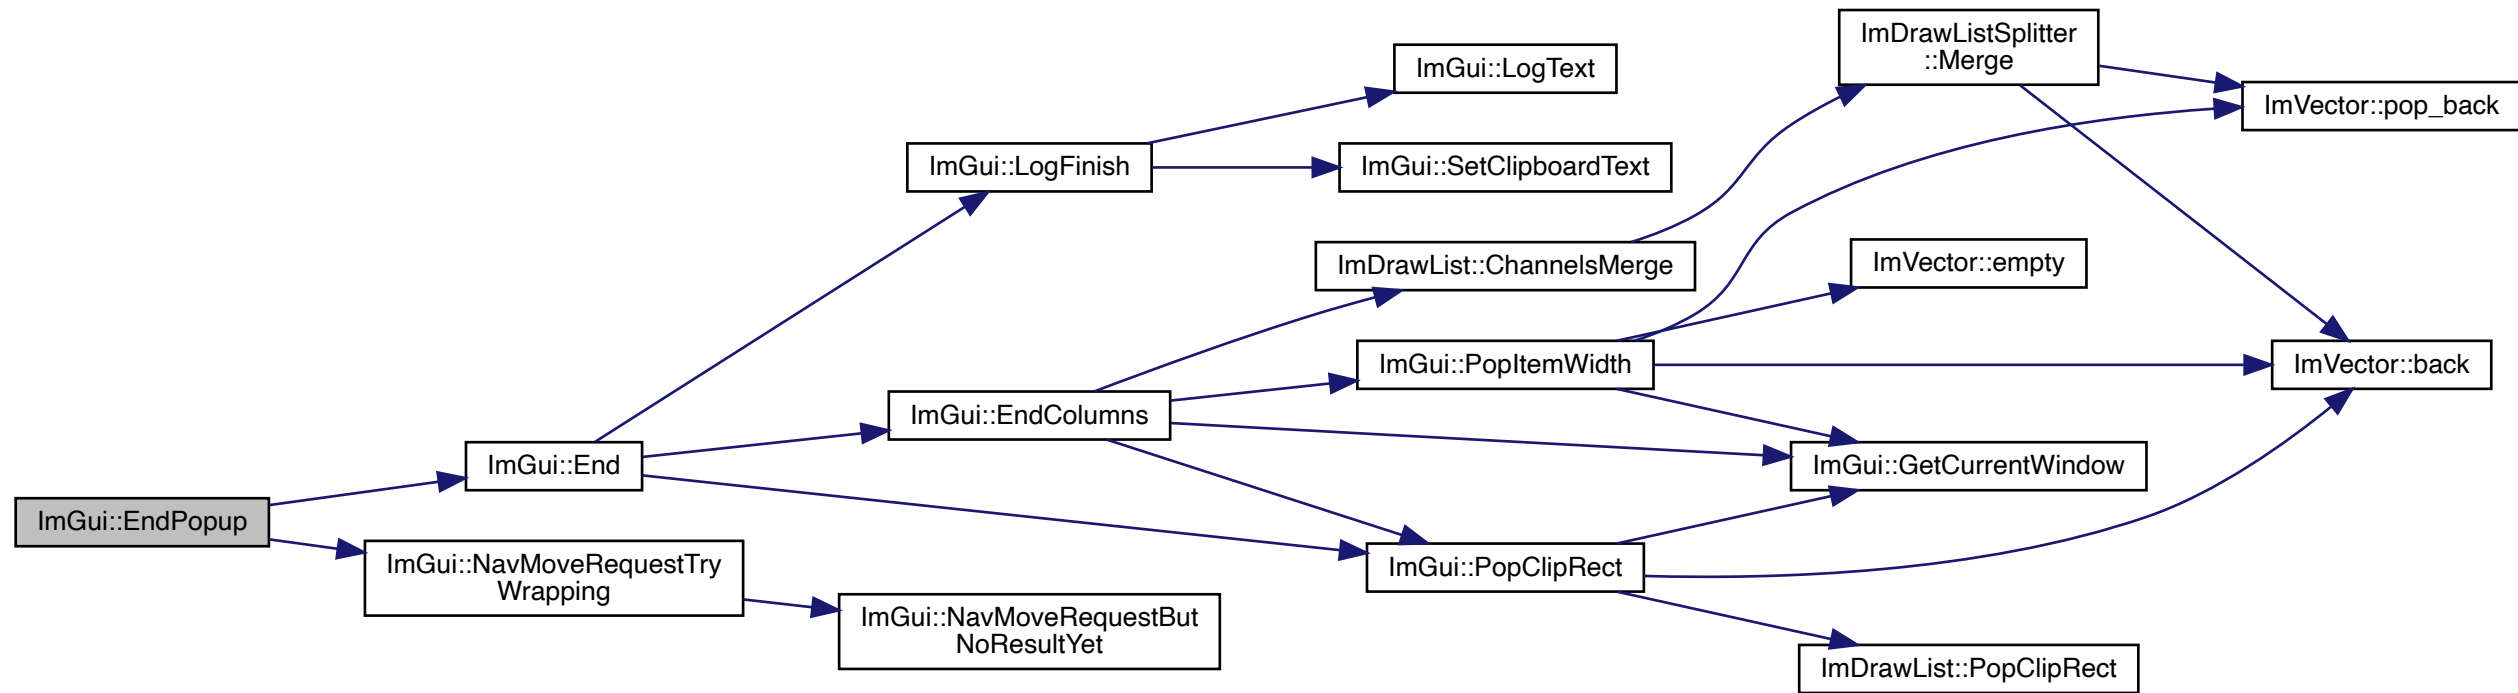 ImGui::EndPopup
ImGui::End
ImGui::NavMoveRequestTry
Wrapping
ImGui::LogFinish
ImGui::EndColumns
ImGui::NavMoveRequestBut
NoResultYet
ImGui::LogText
ImGui::SetClipboardText
ImDrawList::ChannelsMerge
ImGui::PopItemWidth
ImGui::PopClipRect
ImDrawListSplitter
::Merge
ImVector::empty
ImGui::GetCurrentWindow
ImDrawList::PopClipRect
ImVector::pop_back
ImVector::back